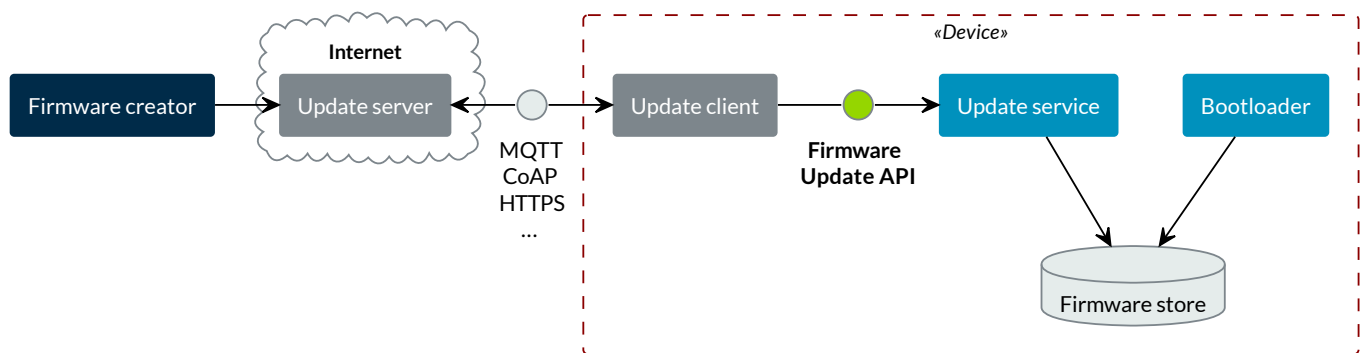 «Device»
Internet
Firmware creator
Update server
Update client
Update service
Bootloader
MQTT
CoAP
HTTPS
...
Firmware
Update API
Firmware store